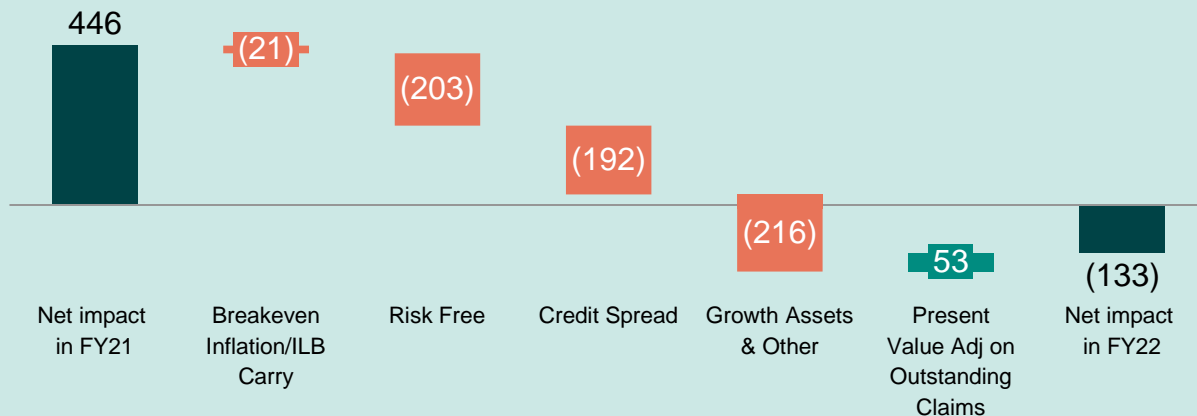 446
(21)
(203)
(192)
(216)
53
(133)
Net impact
in FY21
Breakeven
Inflation/ILB
Carry
Risk Free
Credit Spread
Growth Assets
& Other
Present
Value Adj on
Outstanding
Claims
Net impact
in FY22